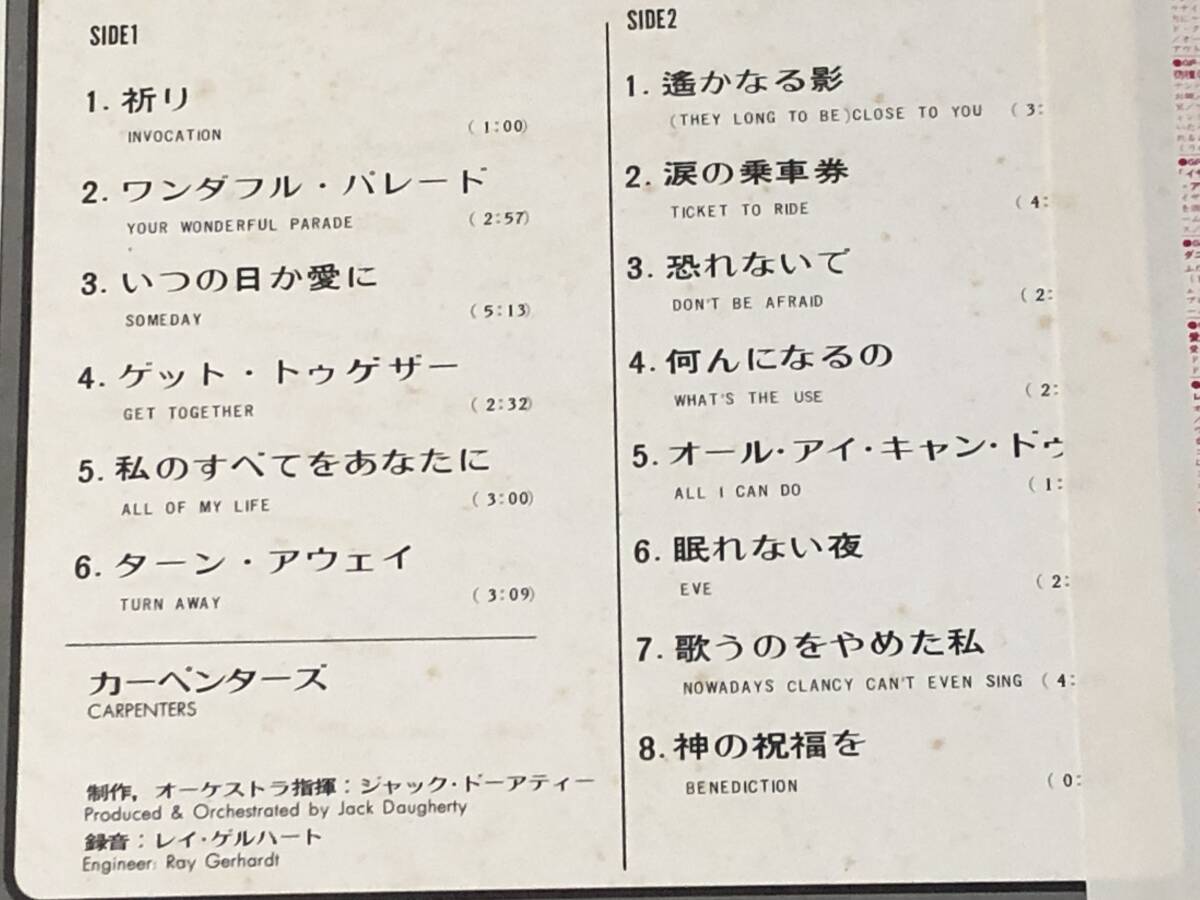 SIDE1
1. 祈り
INVOCATION (1:00)
2. ワンダフル・パレード
YOUR WONDERFUL PARADE (2:57)
3. いつの日か愛に
SOMEDAY (5:13)
4. ゲット・トゥゲザー
GET TOGETHER (2:32)
5. 私のすべてをあなたに
ALL OF MY LIFE (3:00)
6. ターン・アウェイ
TURN AWAY (3:09)
カーペンターズ
CARPENTERS
制作, オーケストラ指揮：ジャック・ドーアティー
Produced & Orchestrated by Jack Daugherty
録音：レイ・ゲルハート
Engineer: Ray Gerhardt
SIDE2
1. 遙かなる影
(THEY LONG TO BE)CLOSE TO YOU (3:
2. 涙の乗車券
TICKET TO RIDE (4:
3. 恐れないで
DON'T BE AFRAID (2:
4. 何んになるの
WHAT'S THE USE (2:
5. オール・アイ・キャン・ドゥ
ALL I CAN DO (1:
6. 眠れない夜
EVE (2:
7. 歌うのをやめた私
NOWADAYS CLANCY CAN'T EVEN SING (4:
8. 神の祝福を
BENEDICTION (0: